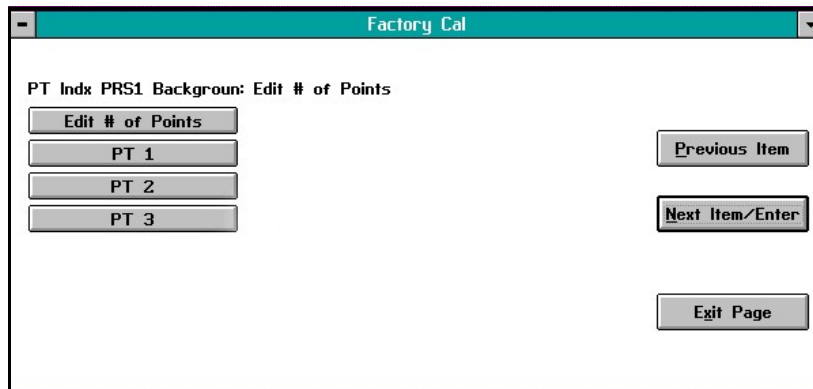 Factory Cal
PT Indx PRS1 Backgroun: Edit # of Points
Edit # of Points
PT 1
PT 2
PT 3
Previous Item
Next Item/Enter
Exit Page